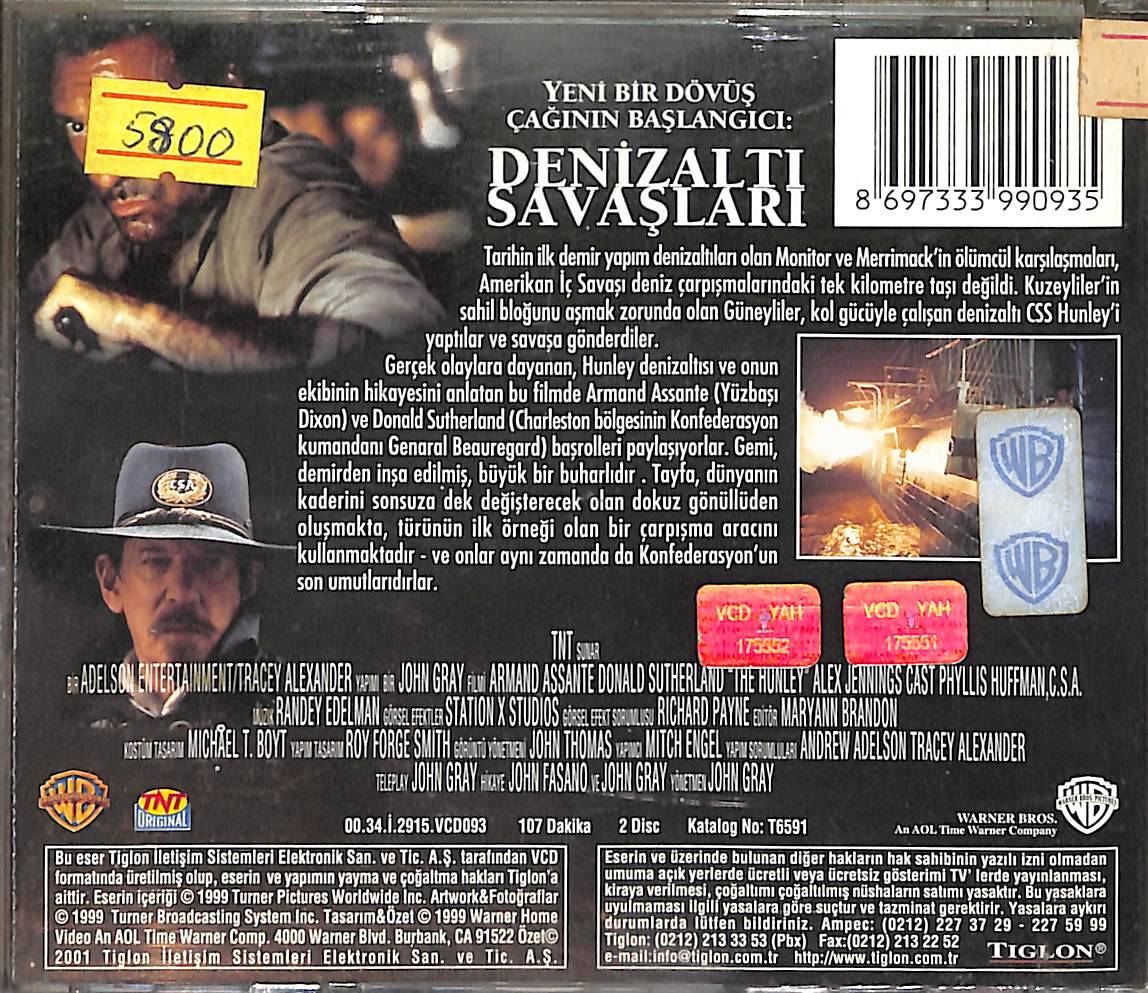 5800
YENİ BİR DÖVÜŞ
ÇAĞININ BAŞLANGICI:
DENİZALTI
SAVAŞLARI
8 697333 990935
Tarihin ilk demir yapım denizaltıları olan Monitor ve Merrimack'in ölümcül karşılaşmaları,
Amerikan İç Savaşı deniz çarpışmalarındaki tek kilometre taşı değildi. Kuzeyliler'in
sahil bloğunu aşmak zorunda olan Güneyliler, kol gücüyle çalışan denizaltı CSS Hunley'i
yaptılar ve savaşa gönderdiler.
Gerçek olaylara dayanan, Hunley denizaltısı ve onun
ekibinin hikayesini anlatan bu filmde Armand Assante (Yüzbaşı
Dixon) ve Donald Sutherland (Charleston bölgesinin Konfederasyon
kumandanı Genaral Beauregard) başrolleri paylaşıyorlar. Gemi,
demirden inşa edilmiş, büyük bir buharlıdır . Tayfa, dünyanın
kaderini sonsuza dek değişterecek olan dokuz gönüllüden
oluşmakta, türünün ilk örneği olan bir çarpışma aracını
kullanmaktadır - ve onlar aynı zamanda da Konfederasyon'un
son umutlarıdırlar.
CSA
WB
WB
VCD YAH
175552
VCD YAH
175551
TNT SUNAR
BİR ADELSON ENTERTAINMENT/TRACEY ALEXANDER YAPIMI BİR JOHN GRAY FİLMİ ARMAND ASSANTE DONALD SUTHERLAND "THE HUNLEY" ALEX JENNINGS CAST PHYLLIS HUFFMAN,C.S.A.
MÜZİK RANDEY EDELMAN GÖRSEL EFEKTLER STATION X STUDIOS GÖRSEL EFEKT SORUMLUSU RICHARD PAYNE EDİTÖR MARYANN BRANDON
KOSTÜM TASARIM MICHAEL T. BOYT YAPIM TASARIM ROY FORGE SMITH GÖRÜNTÜ YÖNETMENİ JOHN THOMAS YAPIMCI MITCH ENGEL YAPIM SORUMLULARI ANDREW ADELSON TRACEY ALEXANDER
TELEPLAY JOHN GRAY HİKAYE JOHN FASANO VE JOHN GRAY YÖNETMEN JOHN GRAY
WB
TNT
ORIGINAL
00.34.İ.2915.VCD093 107 Dakika 2 Disc Katalog No: T6591
WARNER BROS. PICTURES
WB
WARNER BROS.
An AOL Time Warner Company
Bu eser Tiglon İletişim Sistemleri Elektronik San. ve Tic. A.Ş. tarafından VCD
formatında üretilmiş olup, eserin ve yapımın yayma ve çoğaltma hakları Tiglon'a
aittir. Eserin içeriği © 1999 Turner Pictures Worldwide Inc. Artwork&Fotoğraflar
© 1999 Turner Broadcasting System Inc. Tasarım&Özet © 1999 Warner Home
Video An AOL Time Warner Comp. 4000 Warner Blvd. Burbank, CA 91522 Özet©
2001 Tiglon İletişim Sistemleri Elektronik San. ve Tic. A.Ş.
Eserin ve üzerinde bulunan diğer hakların hak sahibinin yazılı izni olmadan
umuma açık yerlerde ücretli veya ücretsiz gösterimi TV' lerde yayınlanması,
kiraya verilmesi, çoğaltımı çoğaltılmış nüshaların satımı yasaktır. Bu yasaklara
uyulmaması ilgili yasalara göre suçtur ve tazminat gerektirir. Yasalara aykırı
durumlarda lütfen bildiriniz. Ampec: (0212) 227 37 29 - 227 59 99
Tiglon: (0212) 213 33 53 (Pbx) Fax:(0212) 213 22 52
e-mail:info@tiglon.com.tr http://www.tiglon.com.tr TIGLON®